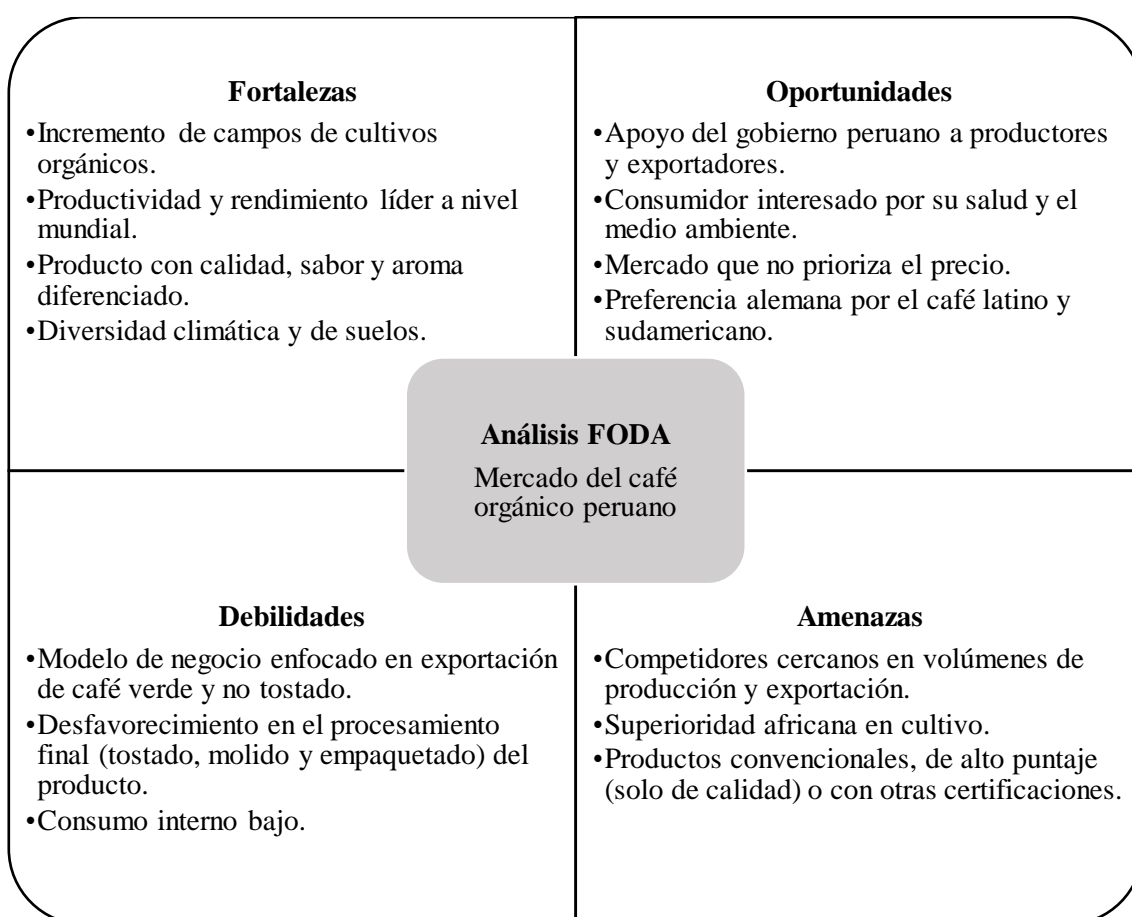 Fortalezas
•Incremento de campos de cultivos
orgánicos.
•Productividad y rendimiento líder a nivel
mundial.
•Producto con calidad, sabor y aroma
diferenciado.
•Diversidad climática y de suelos.
Oportunidades
•Apoyo del gobierno peruano a productores
y exportadores.
•Consumidor interesado por su salud y el
medio ambiente.
•Mercado que no prioriza el precio.
•Preferencia alemana por el café latino y
sudamericano.
Análisis FODA
Mercado del café
orgánico peruano
Debilidades
•Modelo de negocio enfocado en exportación
de café verde y no tostado.
•Desfavorecimiento en el procesamiento
final (tostado, molido y empaquetado) del
producto.
•Consumo interno bajo.
Amenazas
•Competidores cercanos en volúmenes de
producción y exportación.
•Superioridad africana en cultivo.
•Productos convencionales, de alto puntaje
(solo de calidad) o con otras certificaciones.